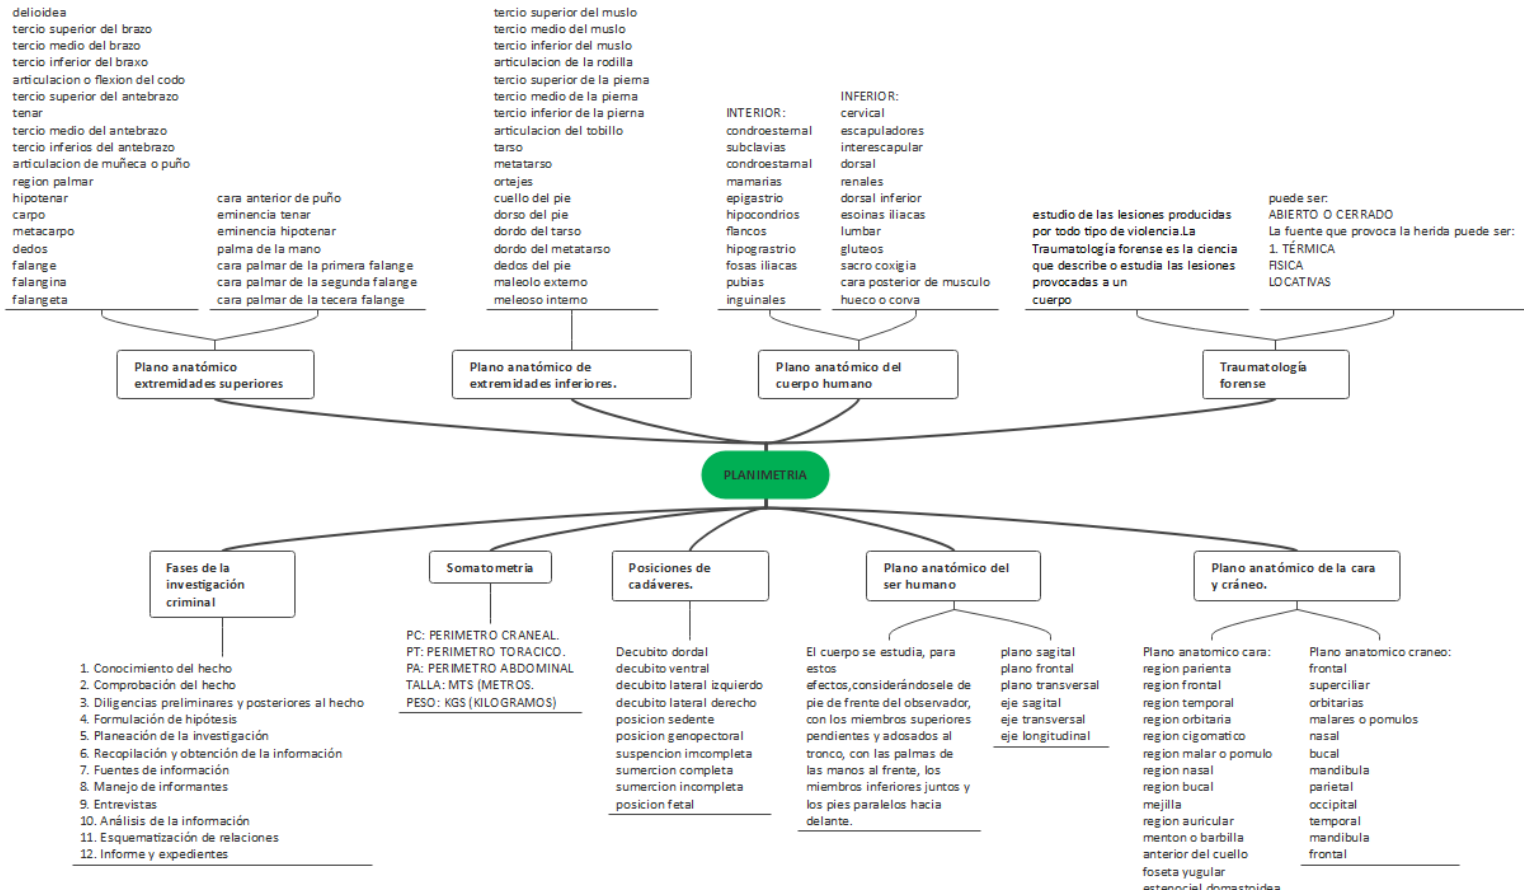 delioidea
tercio superior del brazo
tercio medio del brazo
tercio inferior del braxo
articulacion o flexion del codo
tercio superior del antebrazo
tenar
tercio medio del antebrazo
tercio inferios del antebrazo
articulacion de muñeca o puño
region palmar
hipotenar
carpo
metacarpo
dedos
falange
falangina
falangeta
cara anterior de puño
eminencia tenar
eminencia hipotenar
palma de la mano
cara palmar de la primera falange
cara palmar de la segunda falange
cara palmar de la tecera falange
Plano anatómico
extremidades superiores
tercio superior del muslo
tercio medio del muslo
tercio inferior del muslo
articulacion de la rodilla
tercio superior de la pierna
tercio medio de la pierna
tercio inferior de la pierna
articulacion del tobillo
tarso
metatarso
ortejes
cuello del pie
dorso del pie
dordo del tarso
dordo del metatarso
dedos del pie
maleolo externo
meleoso interno
Plano anatómico de
extremidades inferiores.
INTERIOR:
condroesternal
subclavias
condroestarnal
mamarias
epigastrio
hipocondrios
flancos
hipograstrio
fosas iliacas
pubias
inguinales
INFERIOR:
cervical
escapuladores
interescapular
dorsal
renales
dorsal inferior
esoinas iliacas
lumbar
gluteos
sacro coxigia
cara posterior de musculo
hueco o corva
Plano anatómico del
cuerpo humano
estudio de las lesiones producidas
por todo tipo de violencia.La
Traumatología forense es la ciencia
que describe o estudia las lesiones
provocadas a un
cuerpo
puede ser:
ABIERTO O CERRADO
La fuente que provoca la herida puede ser:
1. TÉRMICA
FISICA
LOCATIVAS
Traumatología
forense
PLANIMETRIA
Fases de la
investigación
criminal
1. Conocimiento del hecho
2. Comprobación del hecho
3. Diligencias preliminares y posteriores al hecho
4. Formulación de hipótesis
5. Planeación de la investigación
6. Recopilación y obtención de la información
7. Fuentes de información
8. Manejo de informantes
9. Entrevistas
10. Análisis de la información
11. Esquematización de relaciones
12. Informe y expedientes
Somatometria
PC: PERIMETRO CRANEAL.
PT: PERIMETRO TORACICO.
PA: PERIMETRO ABDOMINAL
TALLA: MTS (METROS.
PESO: KGS (KILOGRAMOS)
Posiciones de
cadáveres.
Decubito dordal
decubito ventral
decubito lateral izquierdo
decubito lateral derecho
posicion sedente
posicion genopectoral
suspencion imcompleta
sumercion completa
sumercion incompleta
posicion fetal
Plano anatómico del
ser humano
El cuerpo se estudia, para
estos
efectos,considerándosele de
pie de frente del observador,
con los miembros superiores
pendientes y adosados al
tronco, con las palmas de
las manos al frente, los
miembros inferiores juntos y
los pies paralelos hacia
delante.
plano sagital
plano frontal
plano transversal
eje sagital
eje transversal
eje longitudinal
Plano anatómico de la cara
y cráneo.
Plano anatomico cara:
region parienta
region frontal
region temporal
region orbitaria
region cigomatico
region malar o pomulo
region nasal
region bucal
mejilla
region auricular
menton o barbilla
anterior del cuello
foseta yugular
estenociel domastoidea
Plano anatomico craneo:
frontal
superciliar
orbitarias
malares o pomulos
nasal
bucal
mandibula
parietal
occipital
temporal
mandibula
frontal